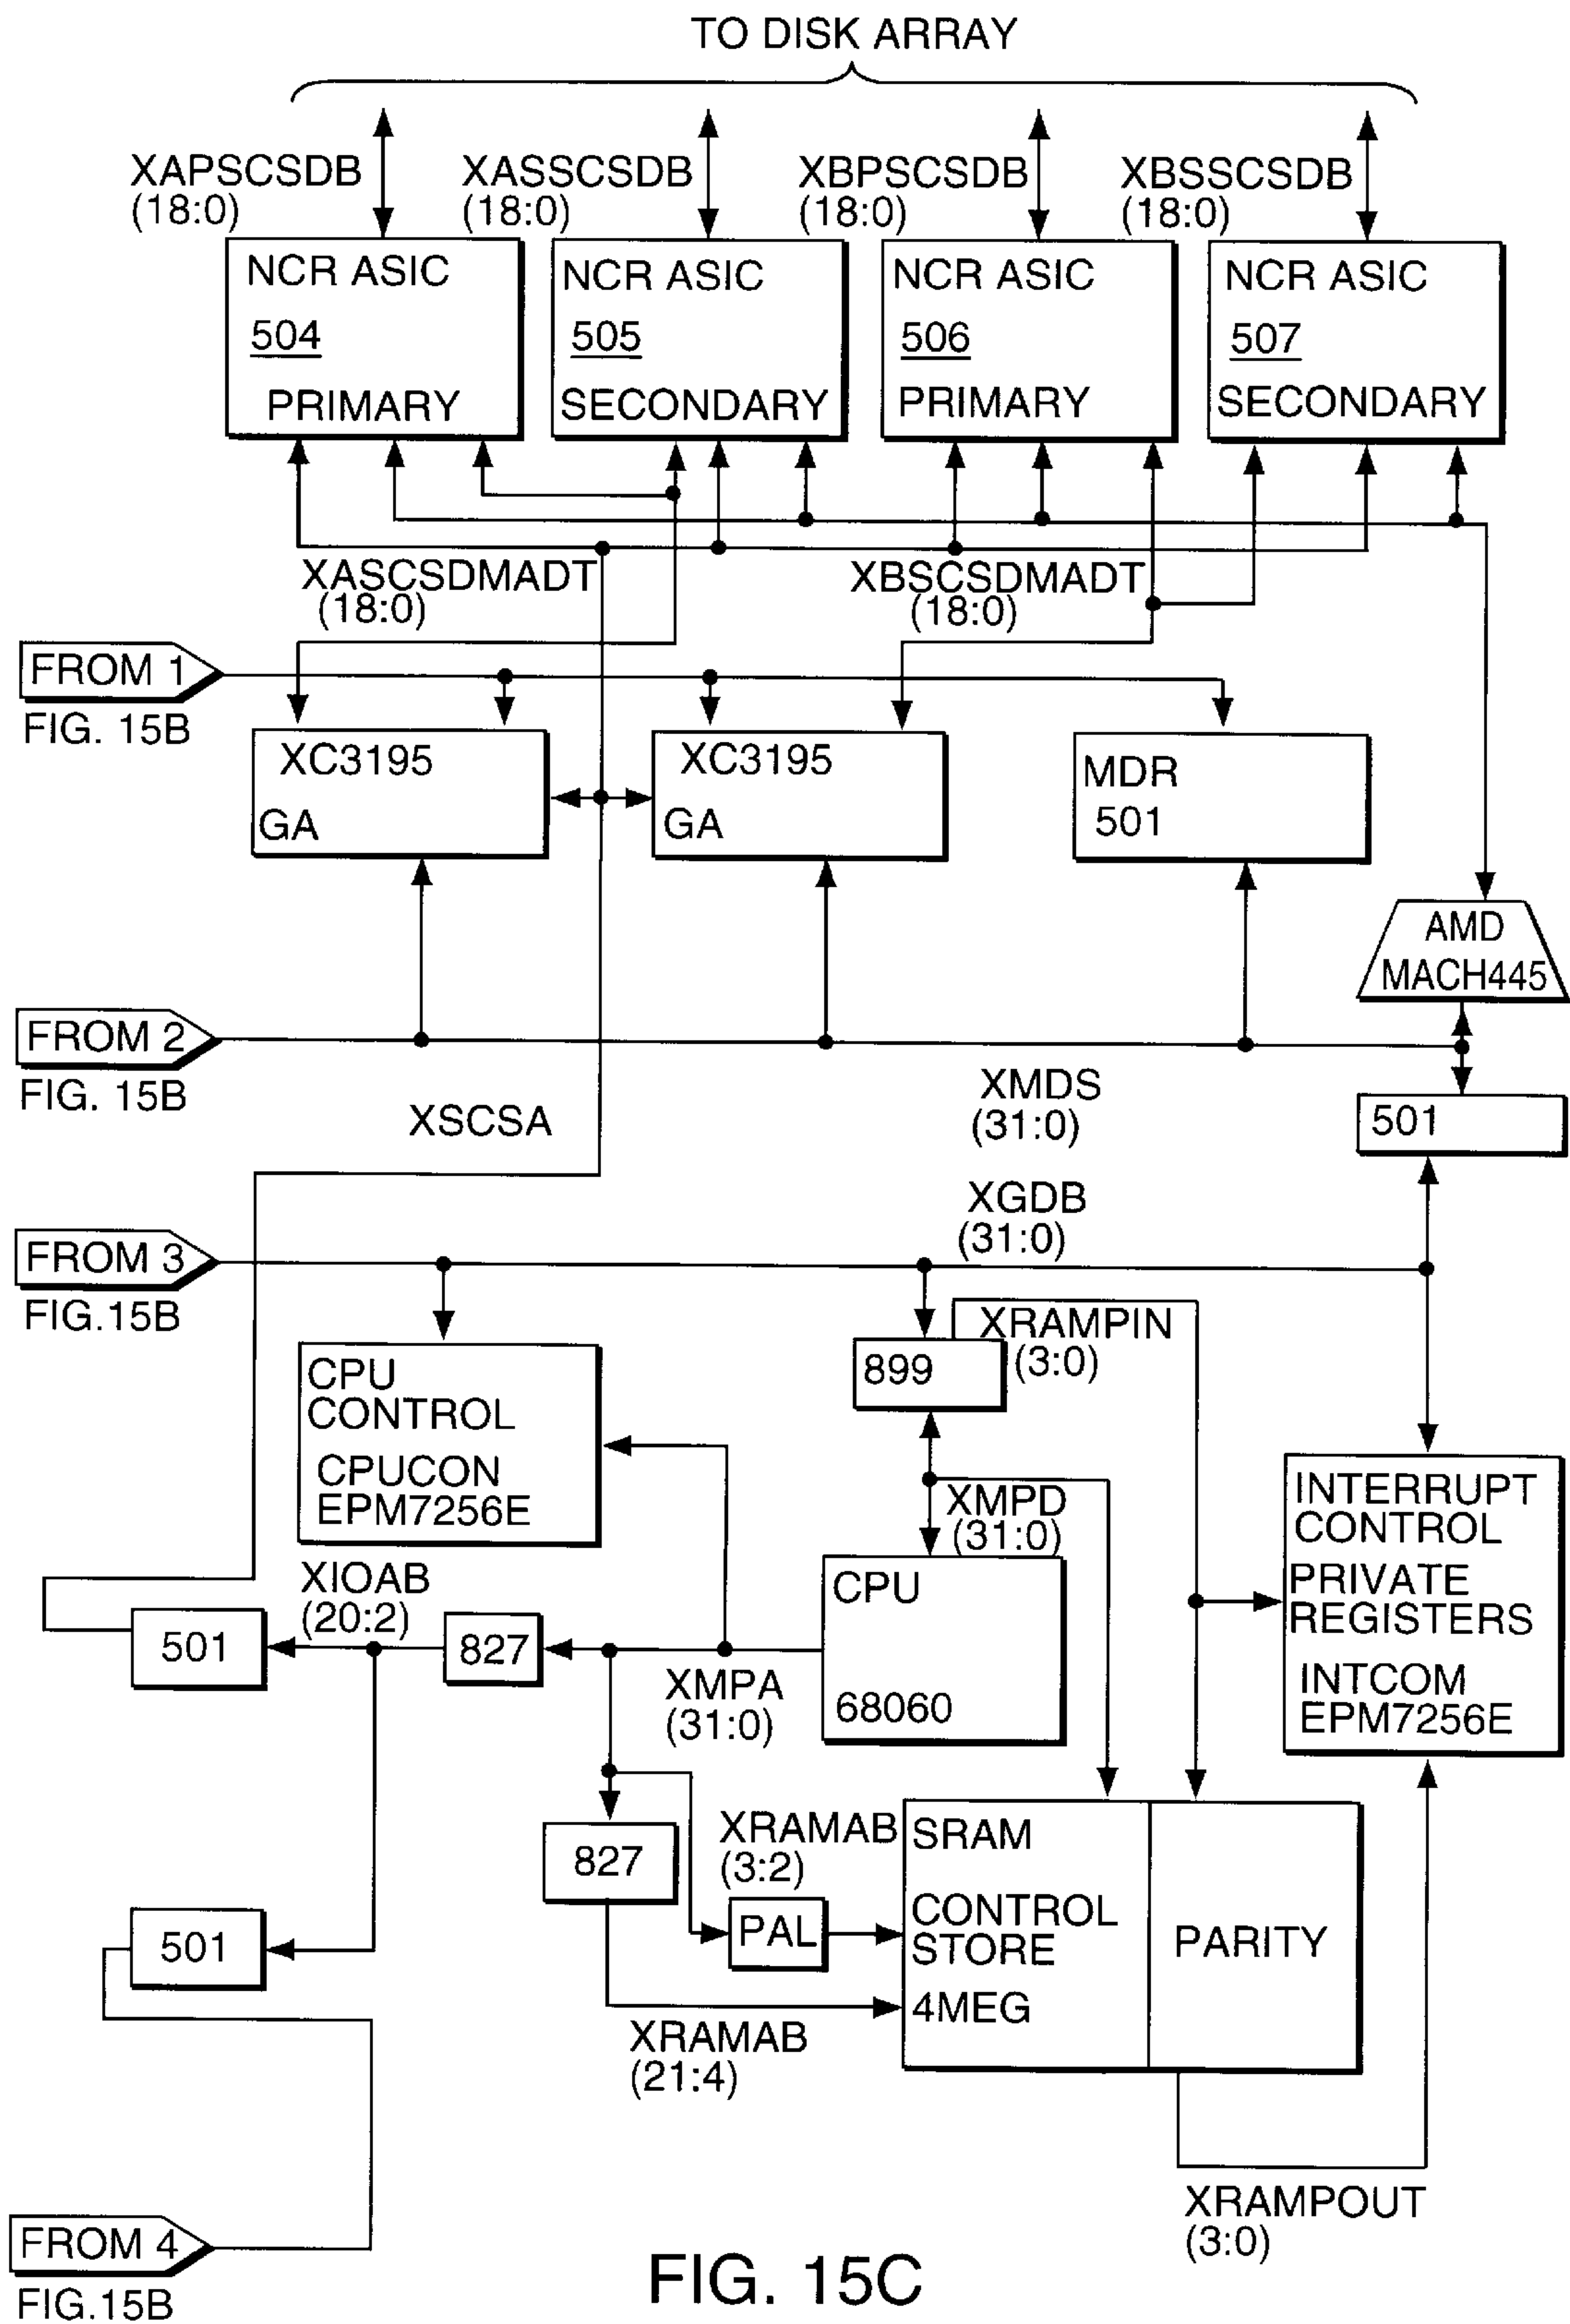 TO DISK ARRAY
XAPSCSDB
(18:0)
XASSCSDB
(18:0)
XBPSCSDB
(18:0)
XBSSCSDB
(18:0)
NCR ASIC
504
PRIMARY
NCR ASIC
505
SECONDARY
NCR ASIC
506
PRIMARY
NCR ASIC
507
SECONDARY
XASCSDMADT
(18:0)
XBSCSDMADT
(18:0)
FROM 1
FIG. 15B
XC3195
GA
XC3195
GA
MDR
501
AMD
MACH445
FROM 2
FIG. 15B
XSCSA
XMDS
(31:0)
501
XGDB
(31:0)
FROM 3
FIG.15B
XRAMPIN
(3:0)
899
CPU
CONTROL
CPUCON
EPM7256E
XMPD
(31:0)
INTERRUPT
CONTROL
PRIVATE
REGISTERS
INTCOM
EPM7256E
XIOAB
(20:2)
501
827
XMPA
(31:0)
CPU
68060
827
XRAMAB
(3:2)
PAL
SRAM
CONTROL
STORE
4MEG
PARITY
501
XRAMAB
(21:4)
XRAMPOUT
(3:0)
FROM 4
FIG.15B
FIG. 15C